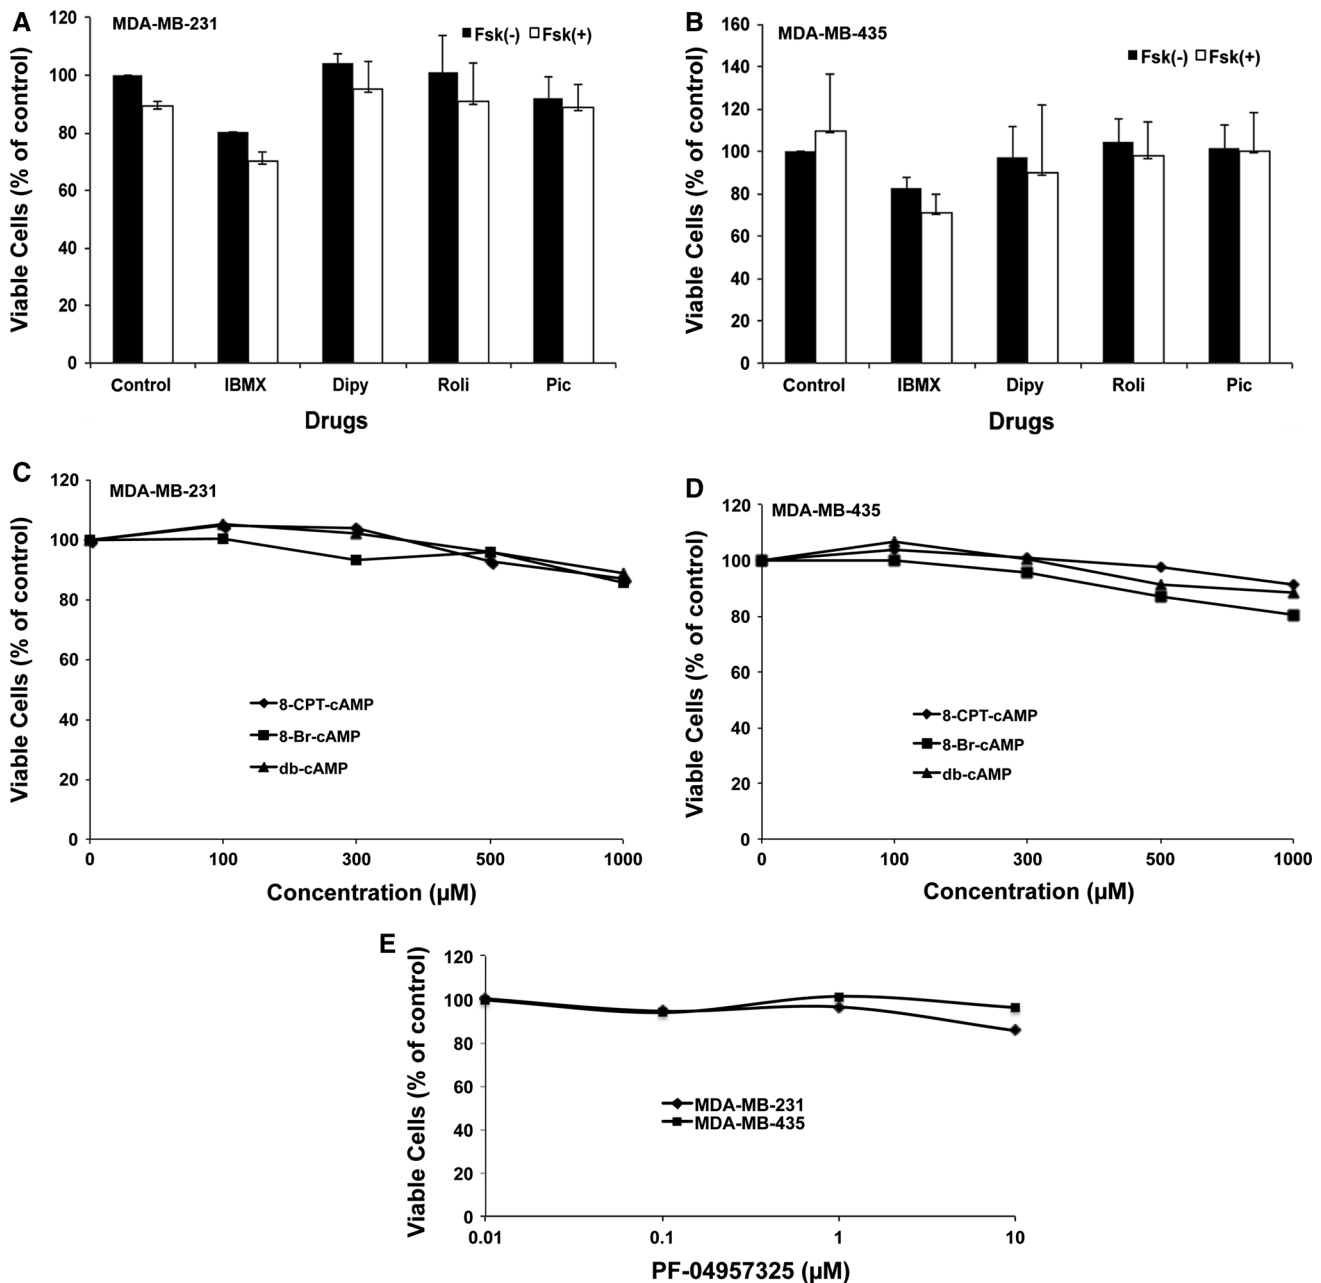 A
MDA-MB-231
Fsk(-) Fsk(+)
Viable Cells (% of control)
120
100
80
60
40
20
0
Control IBMX Dipy Roli Pic
Drugs
B
MDA-MB-435
Fsk(-) Fsk(+)
Viable Cells (% of control)
160
140
120
100
80
60
40
20
0
Control IBMX Dipy Roli Pic
Drugs
C
MDA-MB-231
Viable Cells (% of control)
120
100
80
60
40
20
0
8-CPT-cAMP
8-Br-cAMP
db-cAMP
0 100 300 500 1000
Concentration (µM)
D
MDA-MB-435
Viable Cells (% of control)
120
100
80
60
40
20
0
8-CPT-cAMP
8-Br-cAMP
db-cAMP
0 100 300 500 1000
Concentration (µM)
E
Viable Cells (% of control)
120
100
80
60
40
20
0
MDA-MB-231
MDA-MB-435
0.01 0.1 1 10
PF-04957325 (µM)